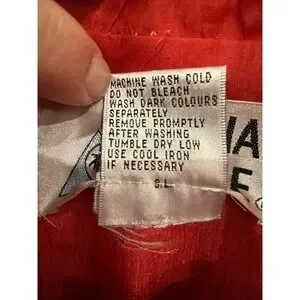 MACHINE WASH COLD
DO NOT BLEACH
WASH DARK COLOURS
SEPARATELY
REMOVE PROMPTLY
AFTER WASHING
TUMBLE DRY LOW
USE COOL IRON
IF NECESSARY
S.L.